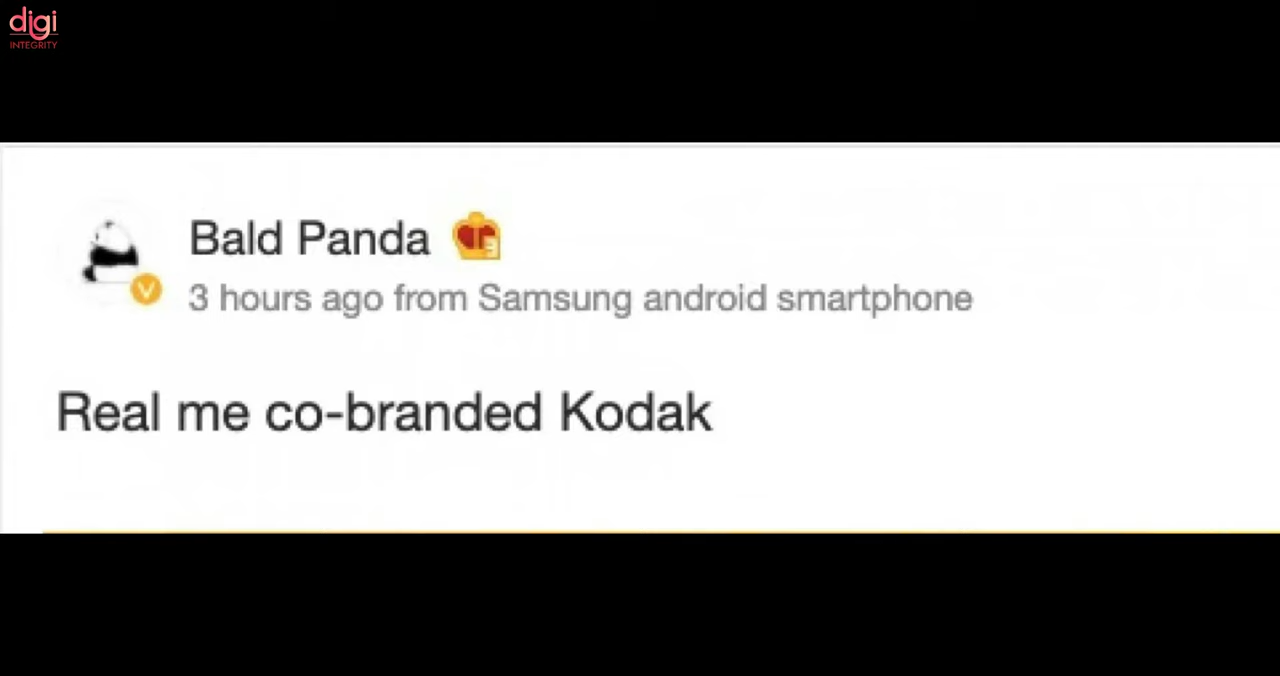 digi
INTEGRITY
Bald Panda
3 hours ago from Samsung android smartphone
Real me co-branded Kodak